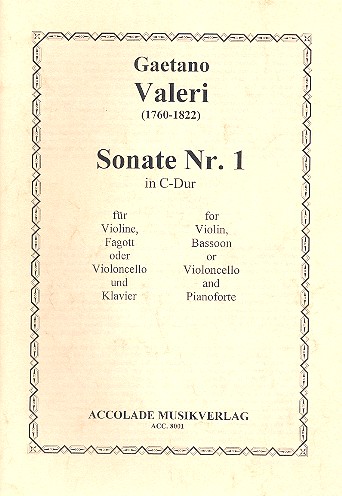 Gaetano
Valeri
(1760-1822)
Sonate Nr. 1
in C-Dur
für
Violine,
Fagott
oder
Violoncello
und
Klavier
for
Violin,
Bassoon
or
Violoncello
and
Pianoforte
ACCOLADE MUSIKVERLAG
ACC. 8001